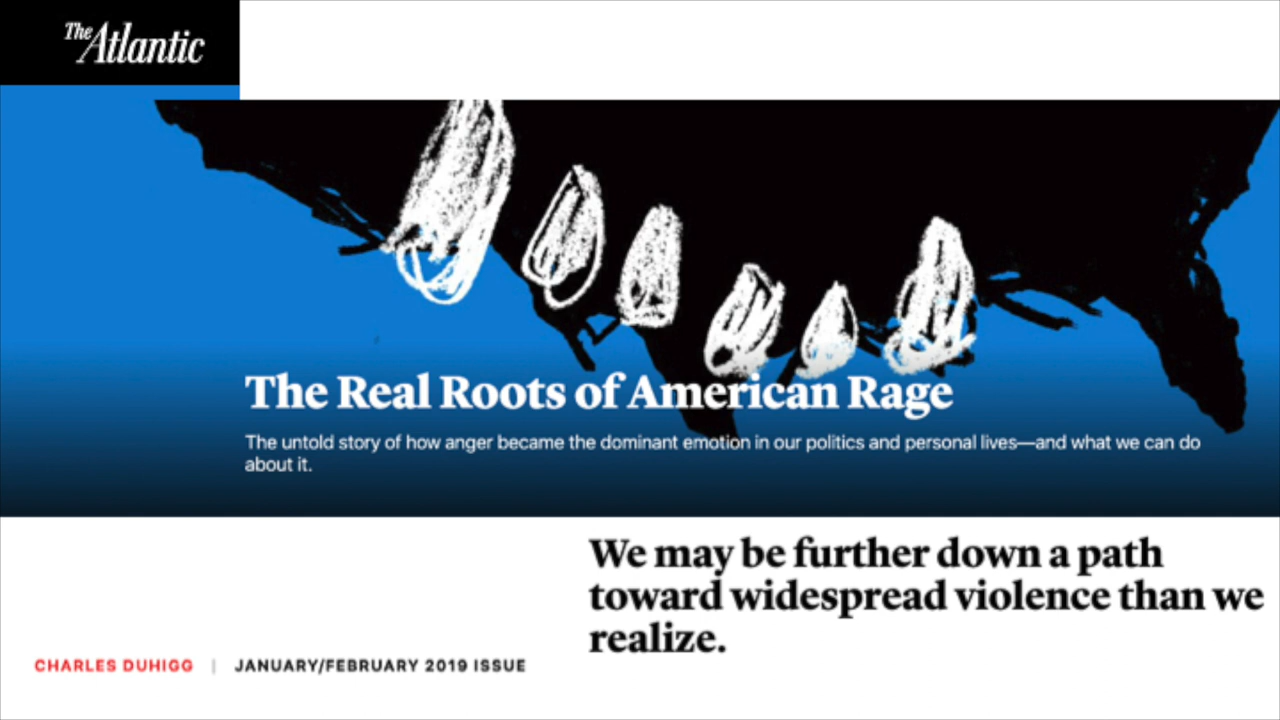 The Atlantic
The Real Roots of American Rage
The untold story of how anger became the dominant emotion in our politics and personal lives—and what we can do
about it.
We may be further down a path
toward widespread violence than we
realize.
CHARLES DUHIGG | JANUARY/FEBRUARY 2019 ISSUE